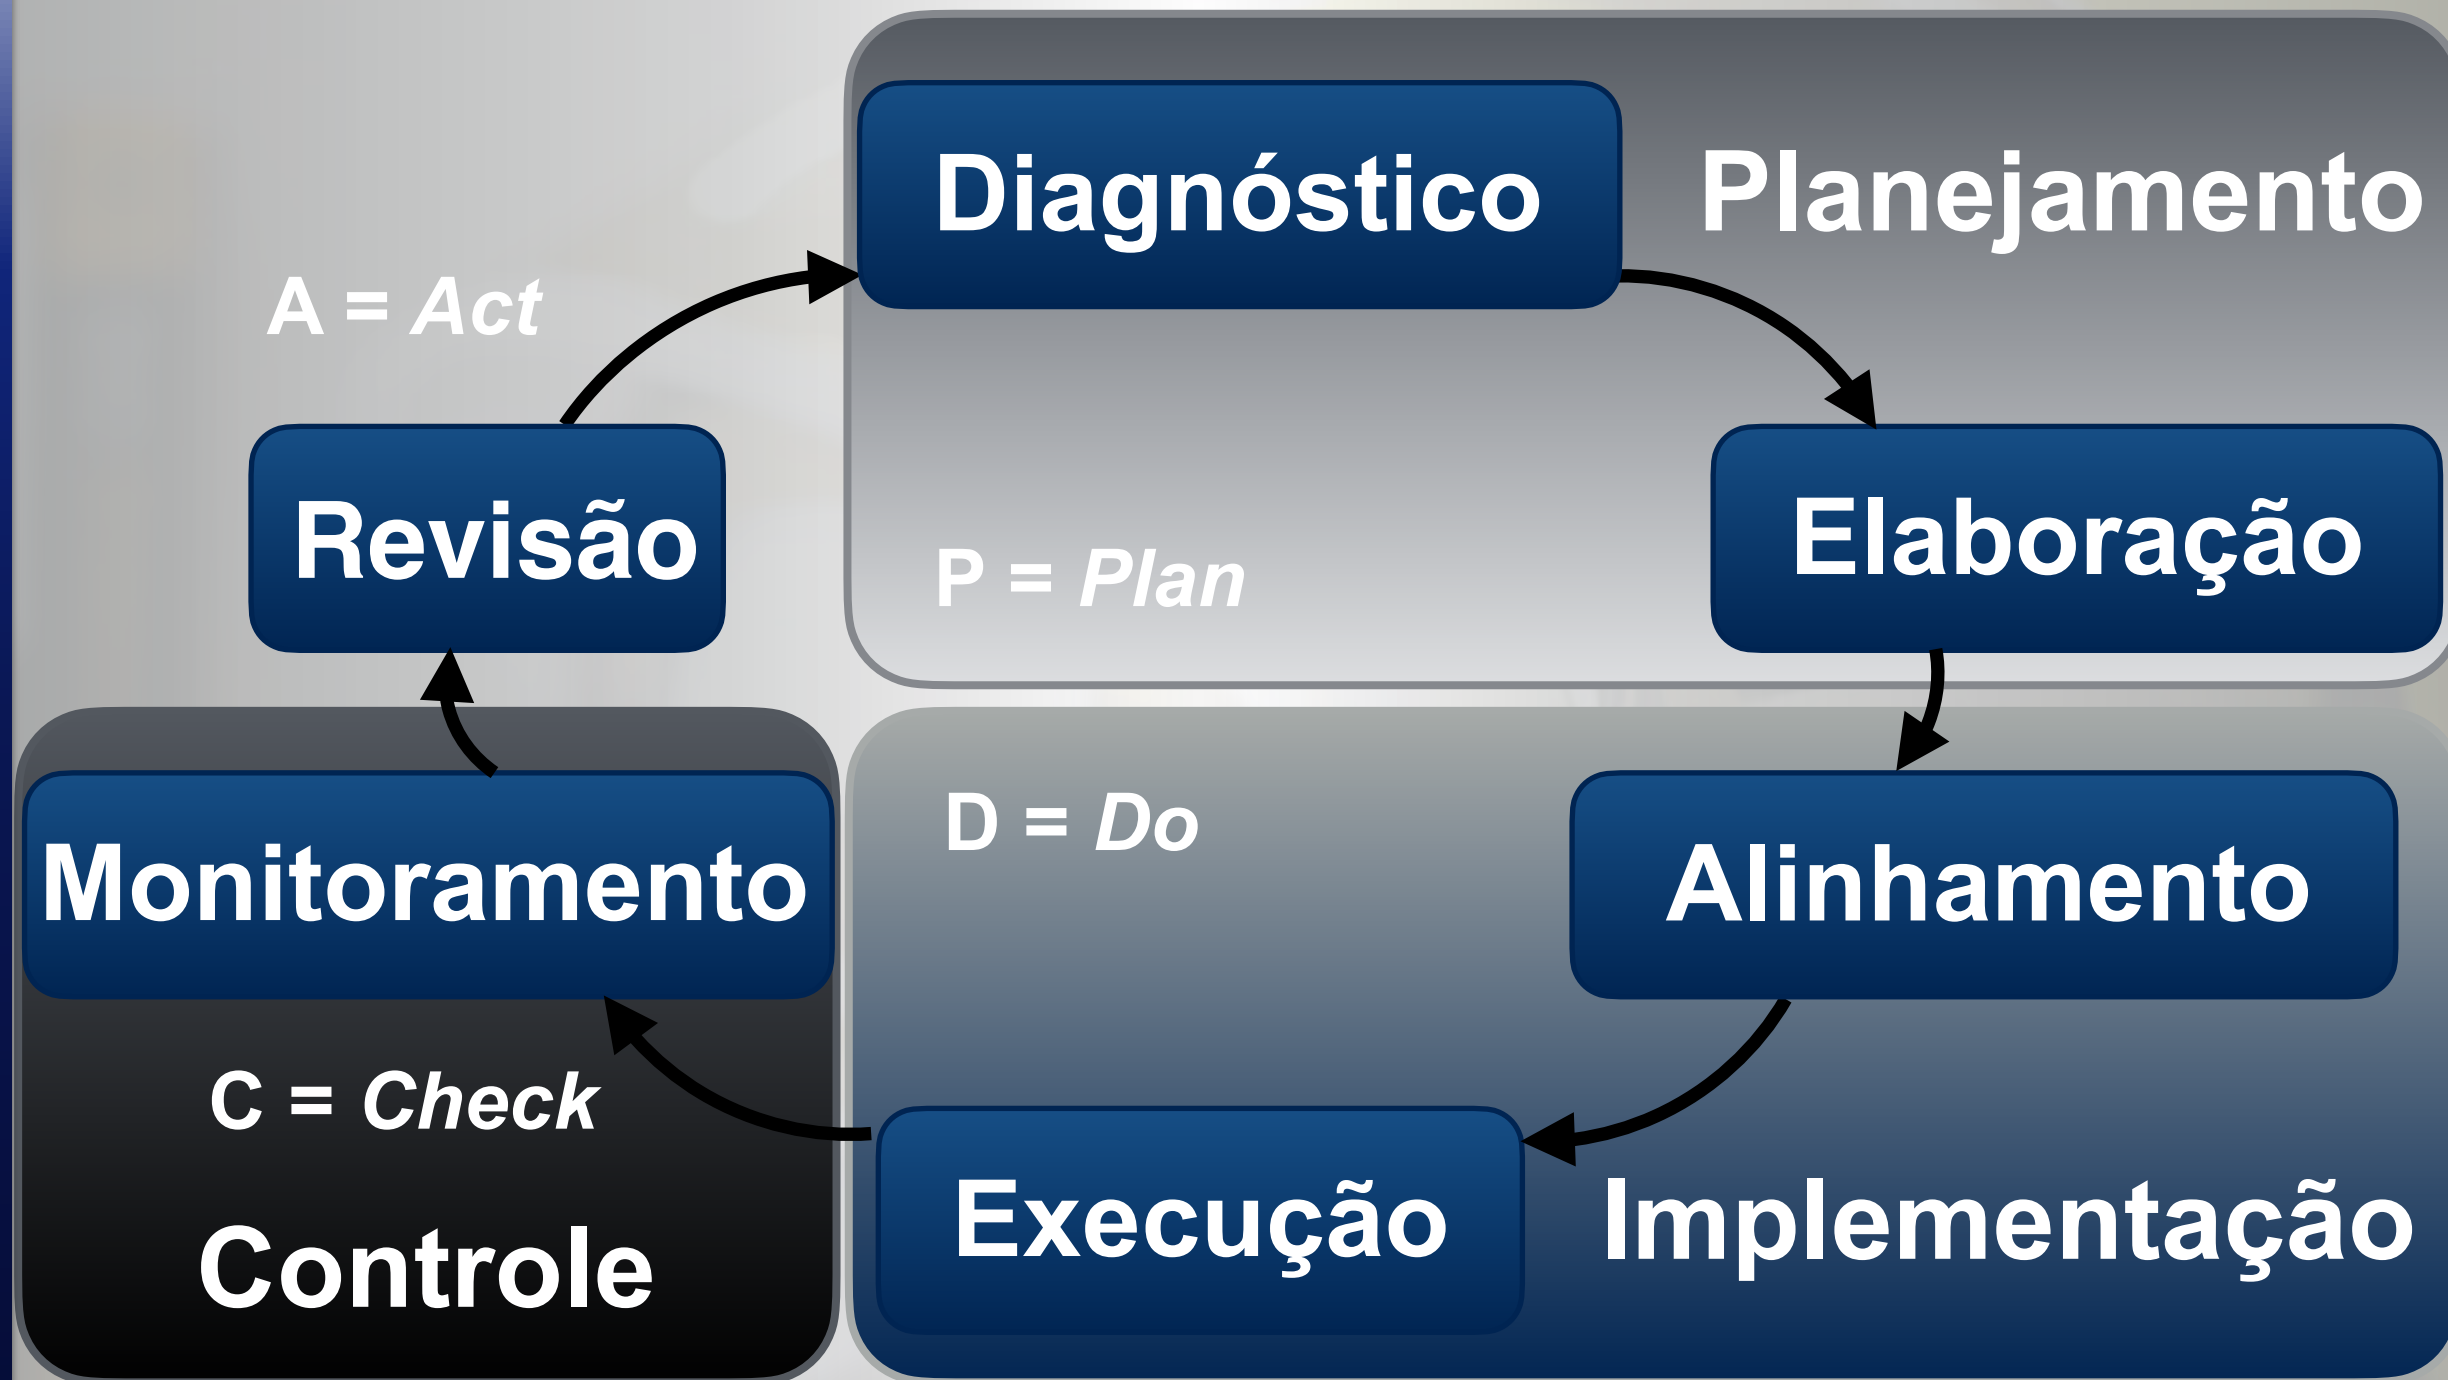 Diagnóstico
Planejamento
A = Act
Revisão
P = Plan
Elaboração
Monitoramento
D = Do
Alinhamento
C = Check
Controle
Execução
Implementação